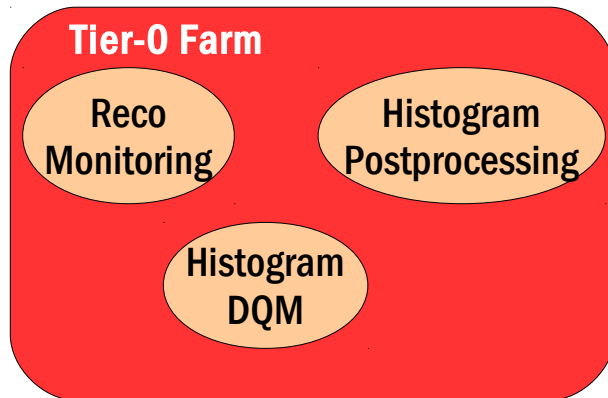 Tier-0 Farm
Reco
Monitoring
Histogram
Postprocessing
Histogram
DQM